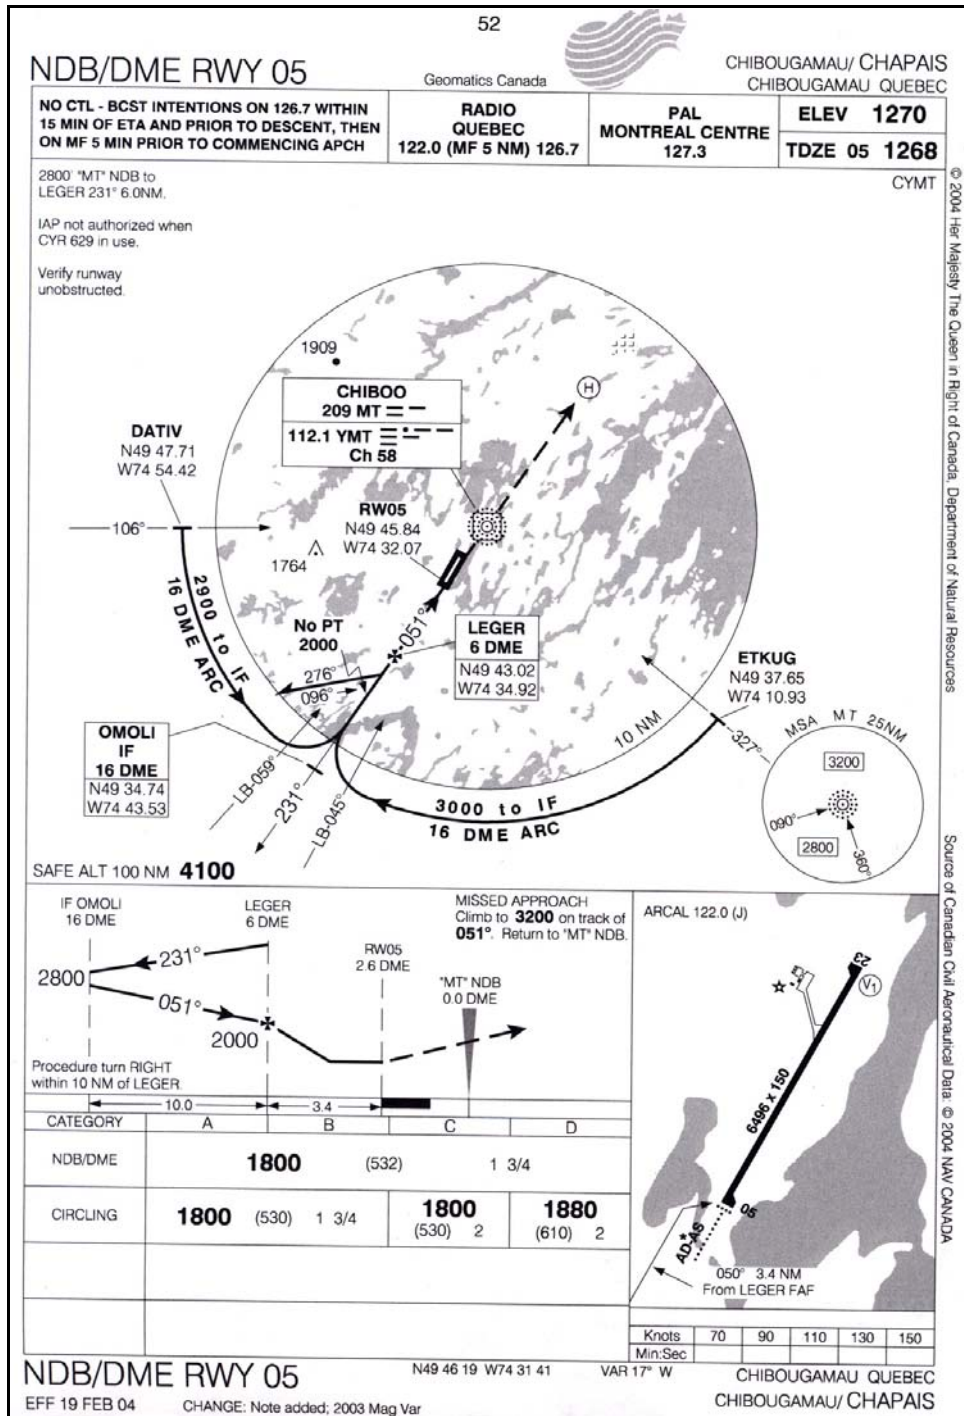 52
NDB/DME RWY 05
Geomatics Canada
CHIBOUGAMAU/ CHAPAIS
CHIBOUGAMAU QUEBEC
NO CTL - BCST INTENTIONS ON 126.7 WITHIN
15 MIN OF ETA AND PRIOR TO DESCENT, THEN
ON MF 5 MIN PRIOR TO COMMENCING APCH
RADIO
QUEBEC
122.0 (MF 5 NM) 126.7
PAL
MONTREAL CENTRE
127.3
ELEV 1270
TDZE 05 1268
2800' "MT" NDB to
LEGER 231° 6.0NM.
IAP not authorized when
CYR 629 in use.
Verify runway
unobstructed.
CYMT
1909
CHIBOO
209 MT
112.1 YMT
Ch 58
H
DATIV
N49 47.71
W74 54.42
106°
RW05
N49 45.84
W74 32.07
1764
2900 to IF
16 DME ARC
No PT
2000
051°
LEGER
6 DME
N49 43.02
W74 34.92
276°
096°
ETKUG
N49 37.65
W74 10.93
OMOLI
IF
16 DME
N49 34.74
W74 43.53
LB-059°
231°
LB-045°
10 NM
327°
3000 to IF
16 DME ARC
MSA MT 25NM
3200
090°
2800
360°
SAFE ALT 100 NM 4100
IF OMOLI
16 DME
LEGER
6 DME
MISSED APPROACH
Climb to 3200 on track of
051°. Return to "MT" NDB.
RW05
2.6 DME
"MT" NDB
0.0 DME
231°
2800
051°
2000
Procedure turn RIGHT
within 10 NM of LEGER.
10.0
3.4
ARCAL 122.0 (J)
23
V1
6496 x 150
05
AD-AS*
050° 3.4 NM
From LEGER FAF
CATEGORY A B C D
NDB/DME 1800 (532) 1 3/4
CIRCLING 1800 (530) 1 3/4 1800 (530) 2 1880 (610) 2
Knots 70 90 110 130 150
Min:Sec
NDB/DME RWY 05
N49 46 19 W74 31 41
VAR 17° W
CHIBOUGAMAU QUEBEC
EFF 19 FEB 04
CHANGE: Note added; 2003 Mag Var
CHIBOUGAMAU/ CHAPAIS
© 2004 Her Majesty The Queen in Right of Canada, Department of Natural Resources
Source of Canadian Civil Aeronautical Data: © 2004 NAV CANADA